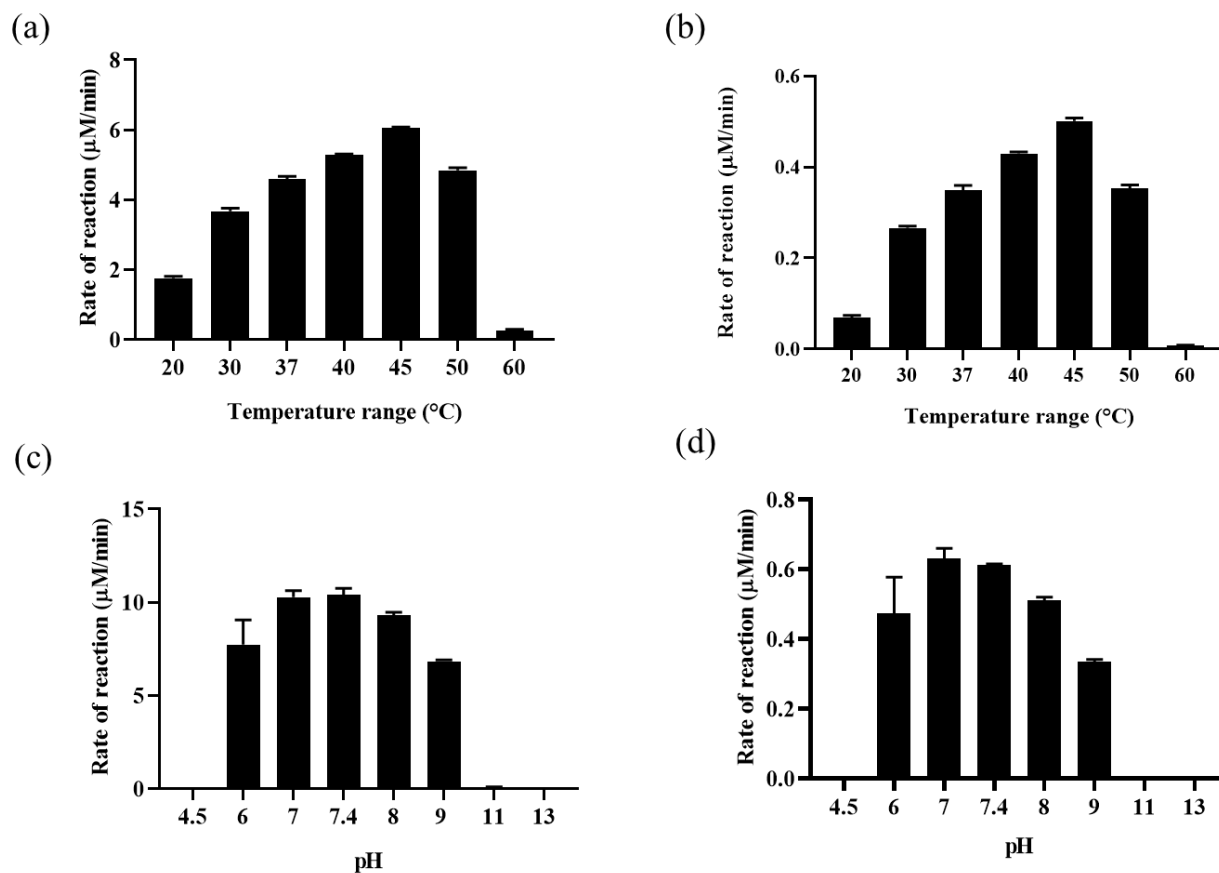 (a)
Rate of reaction (μM/min)
8
6
4
2
0
20 30 37 40 45 50 60
Temperature range (°C)
(b)
Rate of reaction (μM/min)
0.6
0.4
0.2
0.0
20 30 37 40 45 50 60
Temperature range (°C)
(c)
Rate of reaction (μM/min)
15
10
5
0
4.5 6 7 7.4 8 9 11 13
pH
(d)
Rate of reaction (μM/min)
0.8
0.6
0.4
0.2
0.0
4.5 6 7 7.4 8 9 11 13
pH